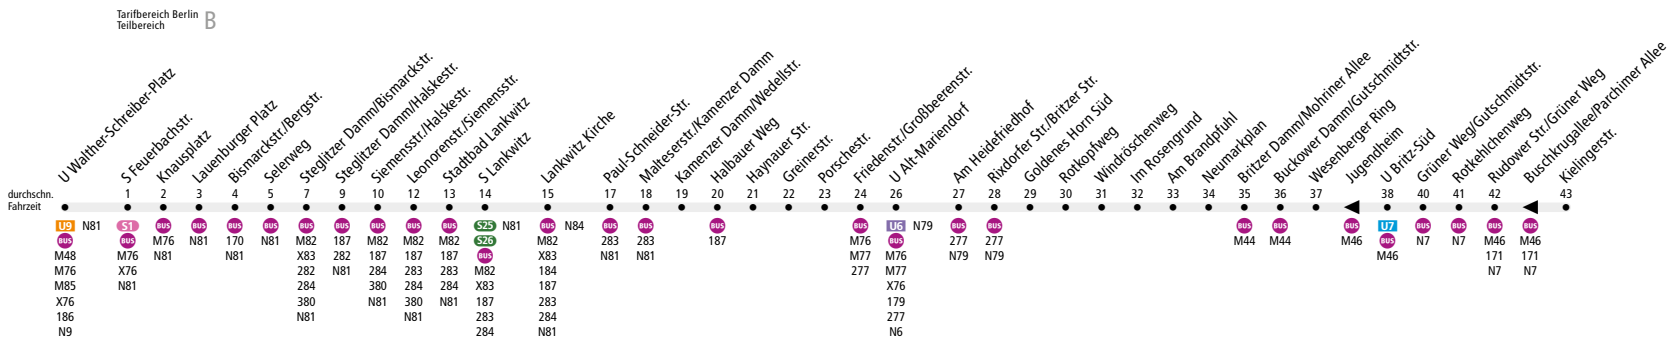 Tarifbereich Berlin
Teilbereich B
U Walther-Schreiber-Platz
S Feuerbachstr.
Knausplatz
Lauenburger Platz
Bismarckstr./Bergstr.
Selerweg
Steglitzer Damm/Bismarckstr.
Steglitzer Damm/Halskestr.
Siemensstr./Halskestr.
Leonorenstr./Siemensstr.
Stadtbad Lankwitz
S Lankwitz
Lankwitz Kirche
Paul-Schneider-Str.
Malteserstr./Kamenzer Damm
Kamenzer Damm/Wedellstr.
Halbauer Weg
Haynauer Str.
Greinerstr.
Porschestr.
Friedenstr./Großbeerenstr.
U Alt-Mariendorf
Am Heidefriedhof
Rixdorfer Str./Britzer Str.
Goldenes Horn Süd
Rotkopfweg
Windröschenweg
Im Rosengrund
Am Brandpfuhl
Neumarkplan
Britzer Damm/Mohriner Allee
Buckower Damm/Gutschmidtstr.
Wesenberger Ring
Jugendheim
U Britz-Süd
Grüner Weg/Gutschmidtstr.
Rotkehlchenweg
Rudower Str./Grüner Weg
Buschkrugallee/Parchimer Allee
Kielingerstr.
durchschn. 1 2 3 4 5 7 9 10 12 13 14 15 17 18 19 20 21 22 23 24 26 27 28 29 30 31 32 33 34 35 36 37 38 40 41 42 43
Fahrzeit
U9 N81 S1 BUS BUS BUS BUS BUS BUS BUS BUS BUS S25 N81 BUS N84 BUS BUS BUS BUS U6 N79 BUS BUS BUS BUS BUS U7 BUS BUS BUS BUS
BUS BUS M76 N81 170 N81 M82 187 M82 M82 M82 S26 M82 283 283 187 M76 BUS 277 277 M44 M44 M46 BUS N7 N7 M46 M46
M48 M76 N81 N81 X83 282 187 187 187 BUS X83 N81 N81 M77 M76 N79 N79 M46 171 171
M76 X76 282 N81 284 283 283 M82 184 277 M77 N7 N7
M85 N81 284 380 284 284 X83 187 X76
X76 380 N81 380 N81 187 283 179
186 N81 N81 283 284 277
N9 284 N81 N6